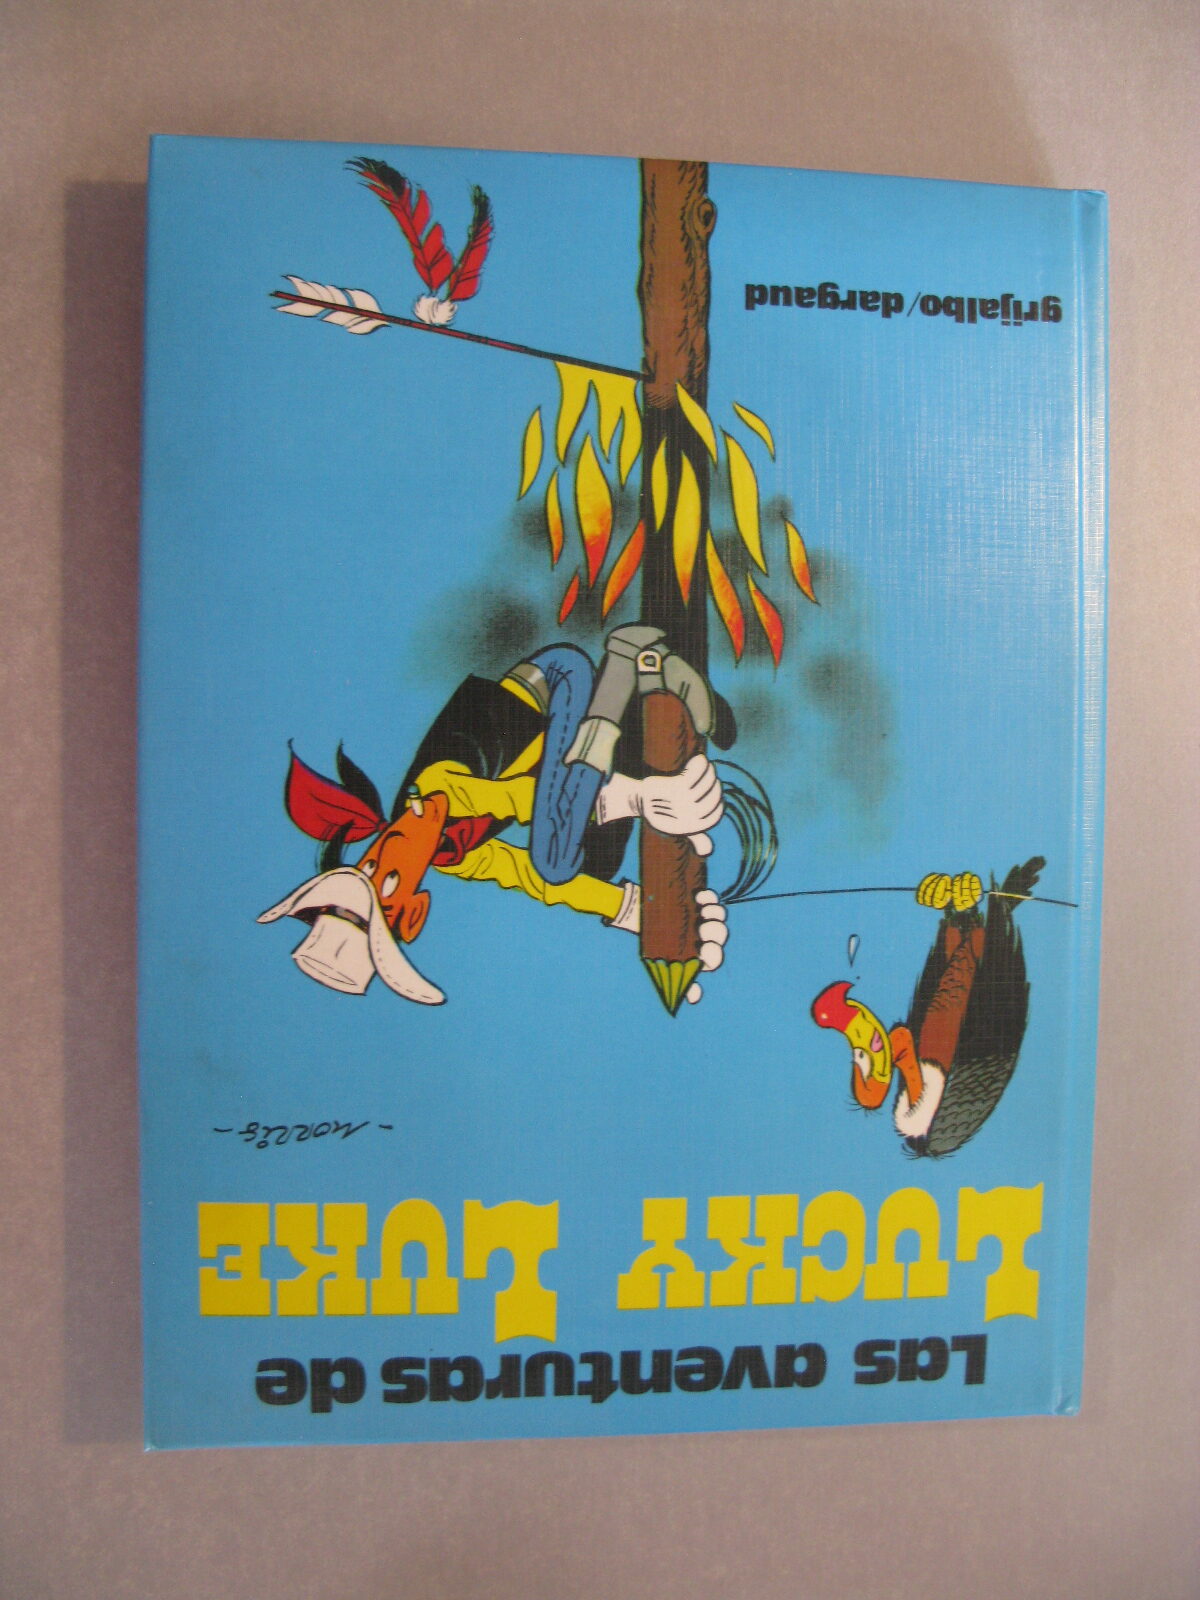 Las aventuras de
LUCKY LUKE
- MORRIS -
grijalbo/dargaud